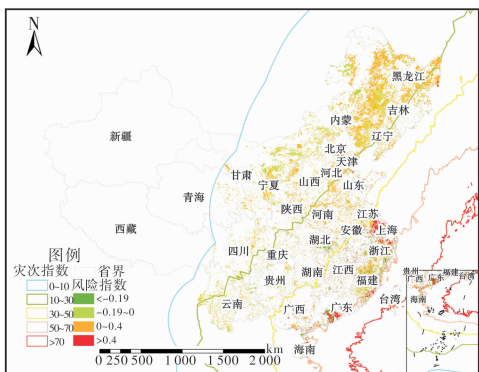 N
黑龙江
吉林
内蒙
辽宁
北京
天津
新疆
甘肃
河北
宁夏
山西
山东
青海
陕西
河南
江苏
西藏
安徽
上海
四川
湖北
浙江
重庆
贵州
湖南
江西
福建
云南
广西
广东
台湾
海南
图例
灾次指数
省界
风险指数
0~10
10~30
30~50
50~70
>70
<-0.19
-0.19~0
0~0.4
>0.4
0 250 500 1 000 1 500 2 000
km
贵州
福建
广西
广东
台湾
海南